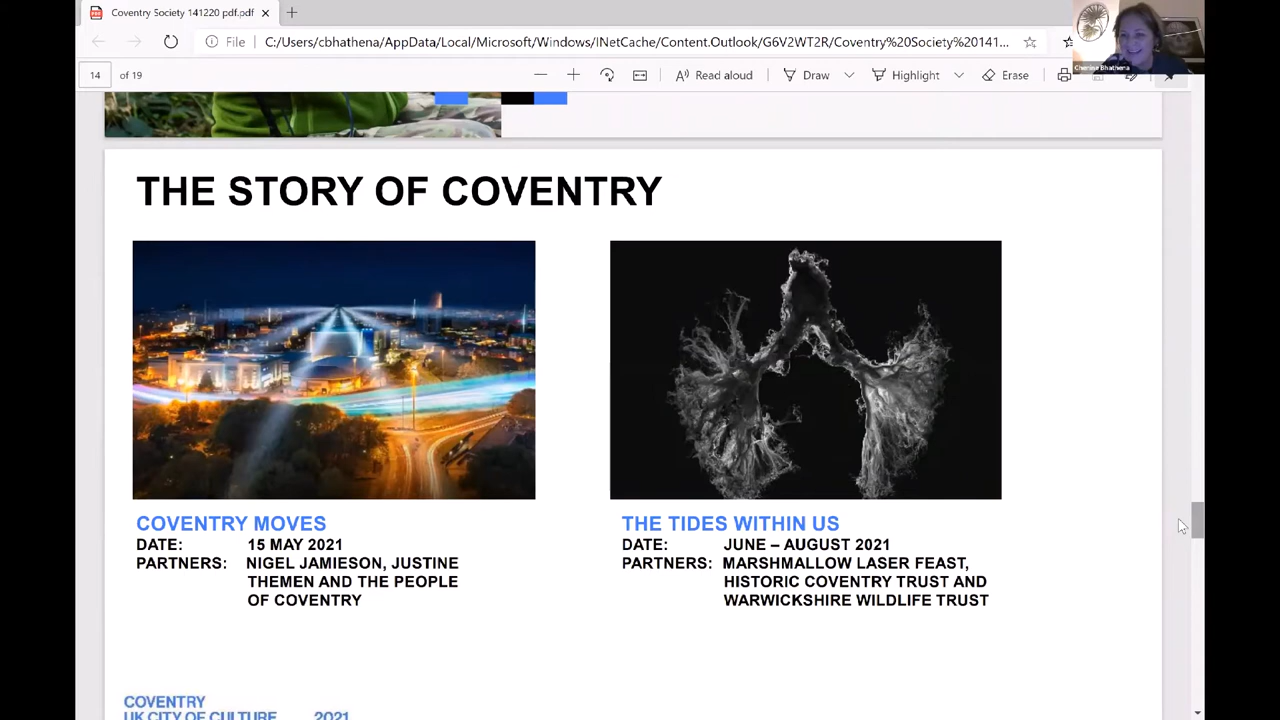 Coventry Society 141220 pdf.pdf
File
C:/Users/cbhathena/AppData/Local/Microsoft/Windows/INetCache/Content.Outlook/G6V2WT2R/Coventry%20Society%20141...
14 of 19
Read aloud
Draw
Highlight
Erase
Chenine Bhathena
THE STORY OF COVENTRY
COVENTRY MOVES
DATE: 15 MAY 2021
PARTNERS: NIGEL JAMIESON, JUSTINE
THEMEN AND THE PEOPLE
OF COVENTRY
THE TIDES WITHIN US
DATE: JUNE – AUGUST 2021
PARTNERS: MARSHMALLOW LASER FEAST,
HISTORIC COVENTRY TRUST AND
WARWICKSHIRE WILDLIFE TRUST
COVENTRY
UK CITY OF CULTURE 2021